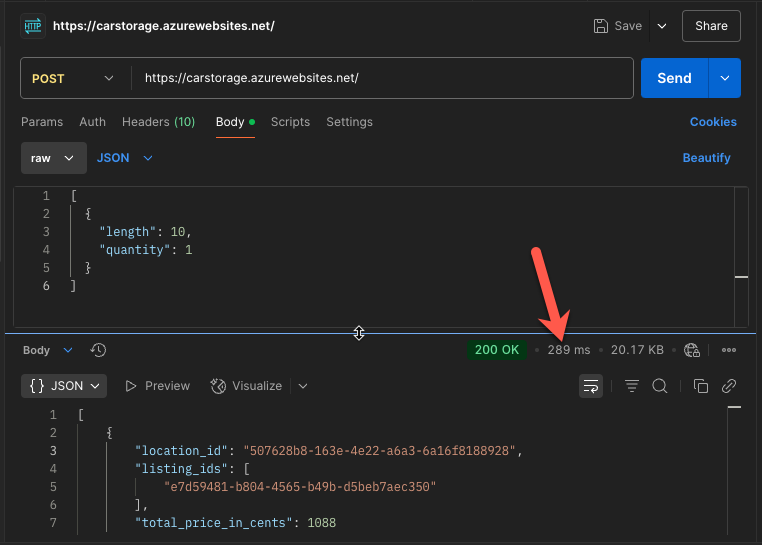 HTTP https://carstorage.azurewebsites.net/ Save Share
POST https://carstorage.azurewebsites.net/ Send
Params Auth Headers (10) Body Scripts Settings Cookies
raw JSON Beautify
1 [
2 {
3 "length": 10,
4 "quantity": 1
5 }
6 ]
Body 200 OK • 289 ms • 20.17 KB •
{} JSON Preview Visualize
1 [
2 {
3 "location_id": "507628b8-163e-4e22-a6a3-6a16f8188928",
4 "listing_ids": [
5 "e7d59481-b804-4565-b49b-d5beb7aec350"
6 ],
7 "total_price_in_cents": 1088